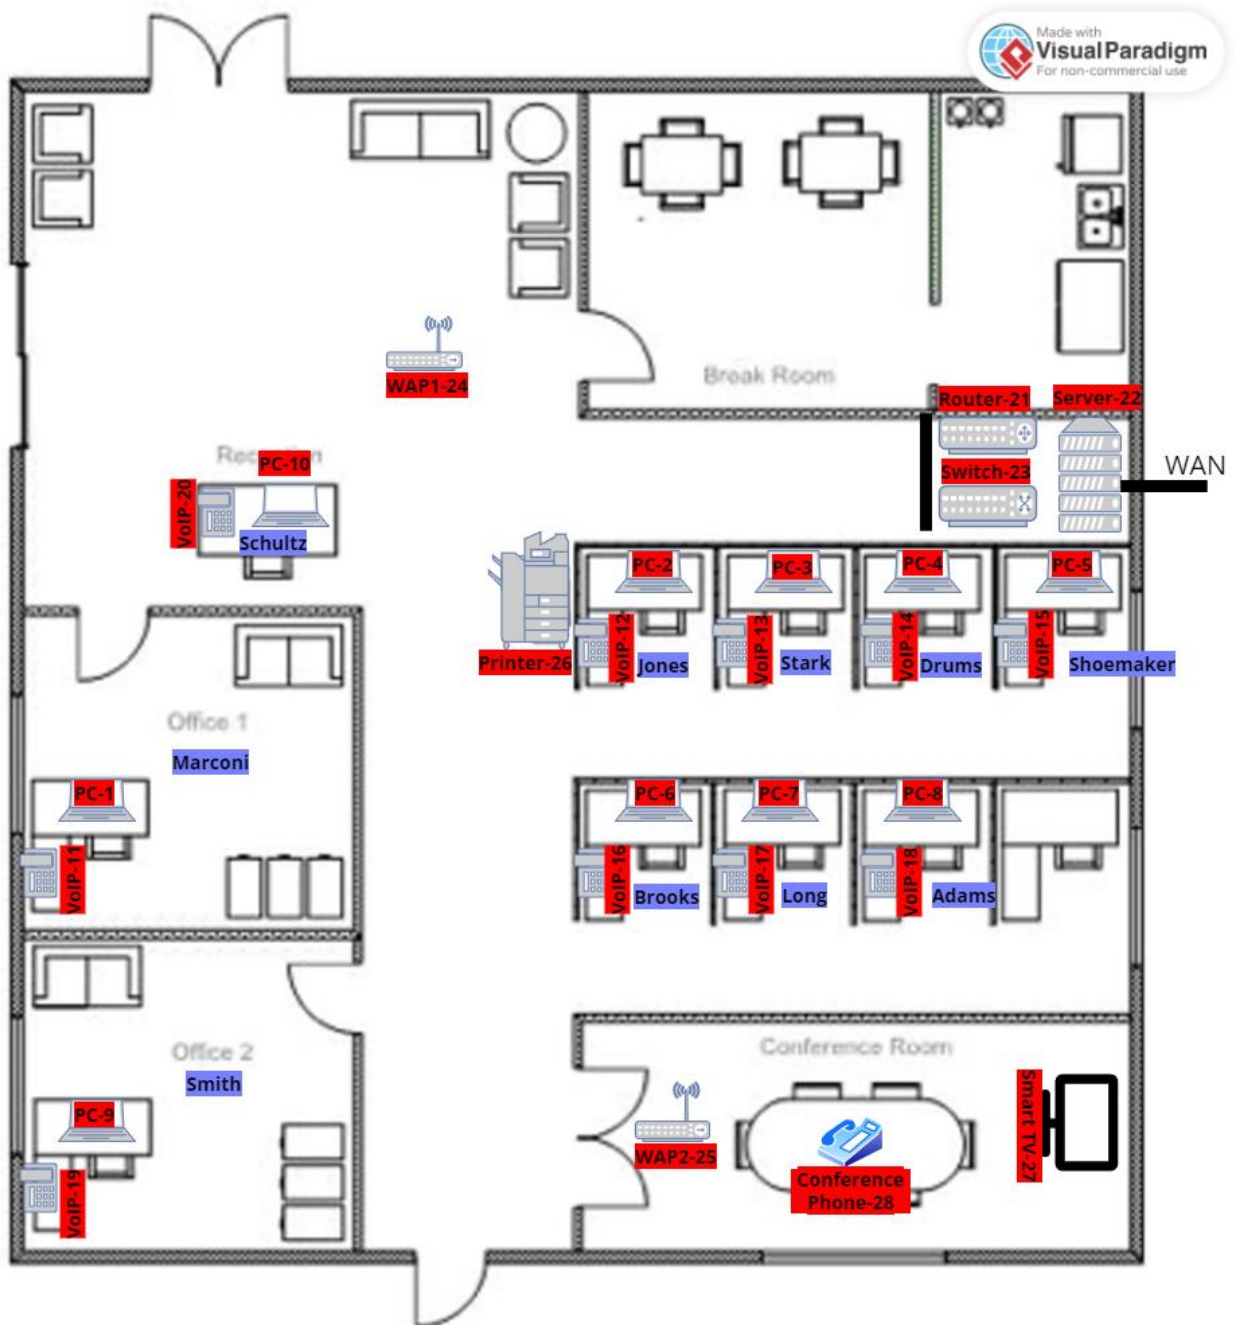 Made with
VisualParadigm
For non-commercial use
Break Room
WAP1-24
Router-21
Server-22
WAN
Switch-23
Reception
PC-10
VoIP-20
Schultz
PC-2
PC-3
PC-4
PC-5
VoIP-12
VoIP-13
VoIP-14
VoIP-15
Printer-26
Jones
Stark
Drums
Shoemaker
Office 1
Marconi
PC-1
VoIP-11
PC-6
PC-7
PC-8
VoIP-16
VoIP-17
VoIP-18
Brooks
Long
Adams
Office 2
Smith
PC-9
VoIP-19
Conference Room
WAP2-25
Conference
Phone-28
Smart TV-27